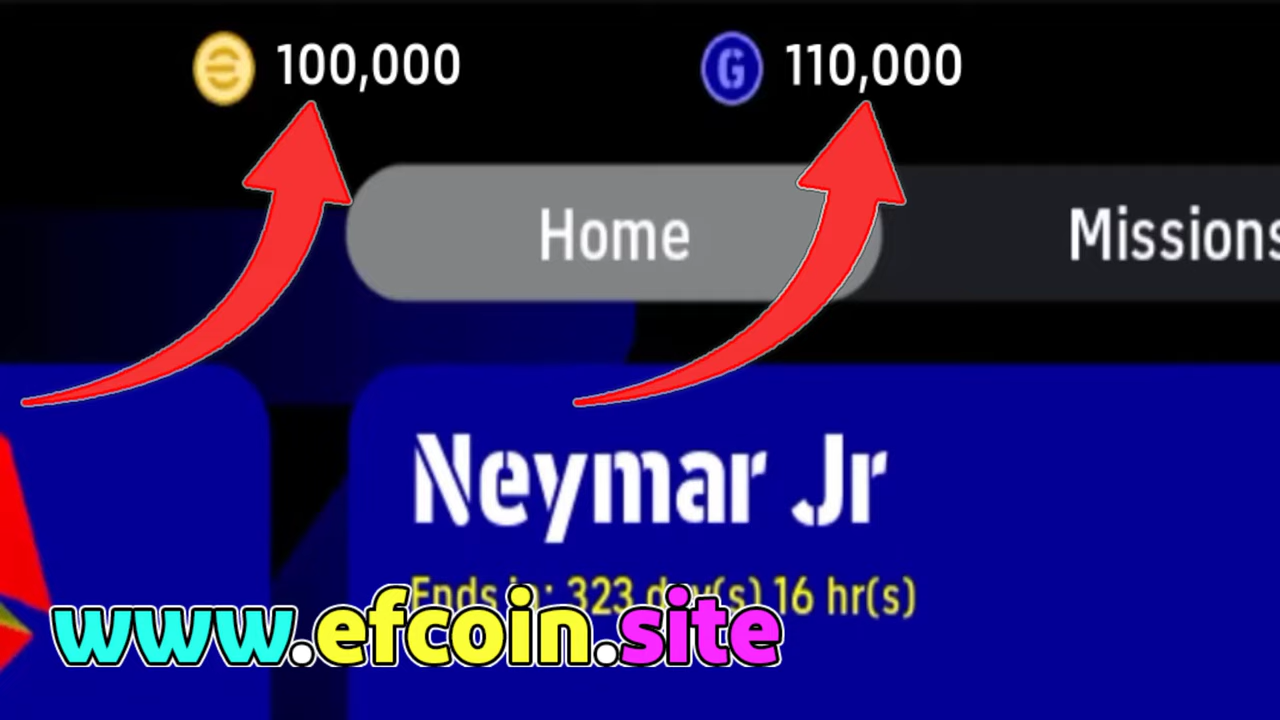 100,000
G 110,000
Home
Missions
Neymar Jr
Ends in: 323 day(s) 16 hr(s)
www.efcoin.site